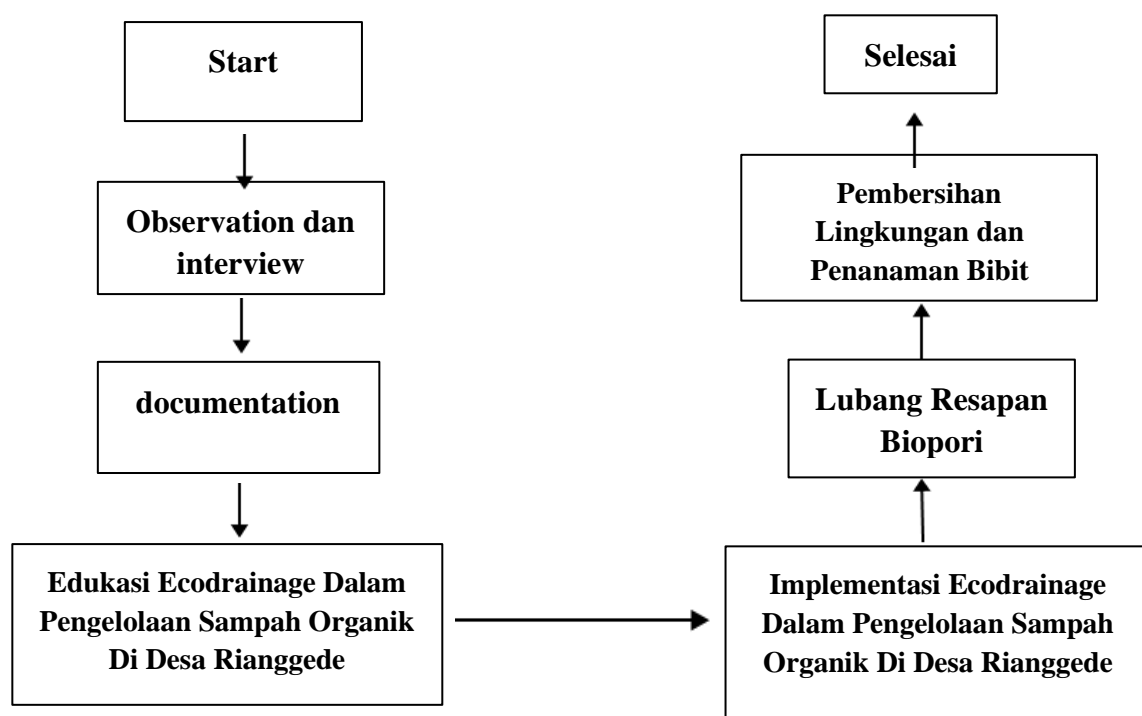 Start
Observation dan
interview
documentation
Edukasi Ecodrainage Dalam
Pengelolaan Sampah Organik
Di Desa Rianggede
Implementasi Ecodrainage
Dalam Pengelolaan Sampah
Organik Di Desa Rianggede
Lubang Resapan
Biopori
Pembersihan
Lingkungan dan
Penanaman Bibit
Selesai